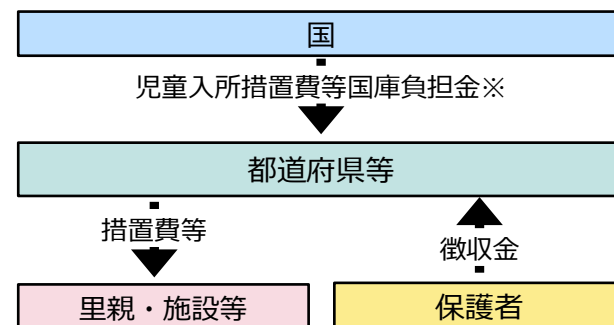 国
児童入所措置費等国庫負担金※
都道府県等
措置費等
徴収金
里親・施設等
保護者